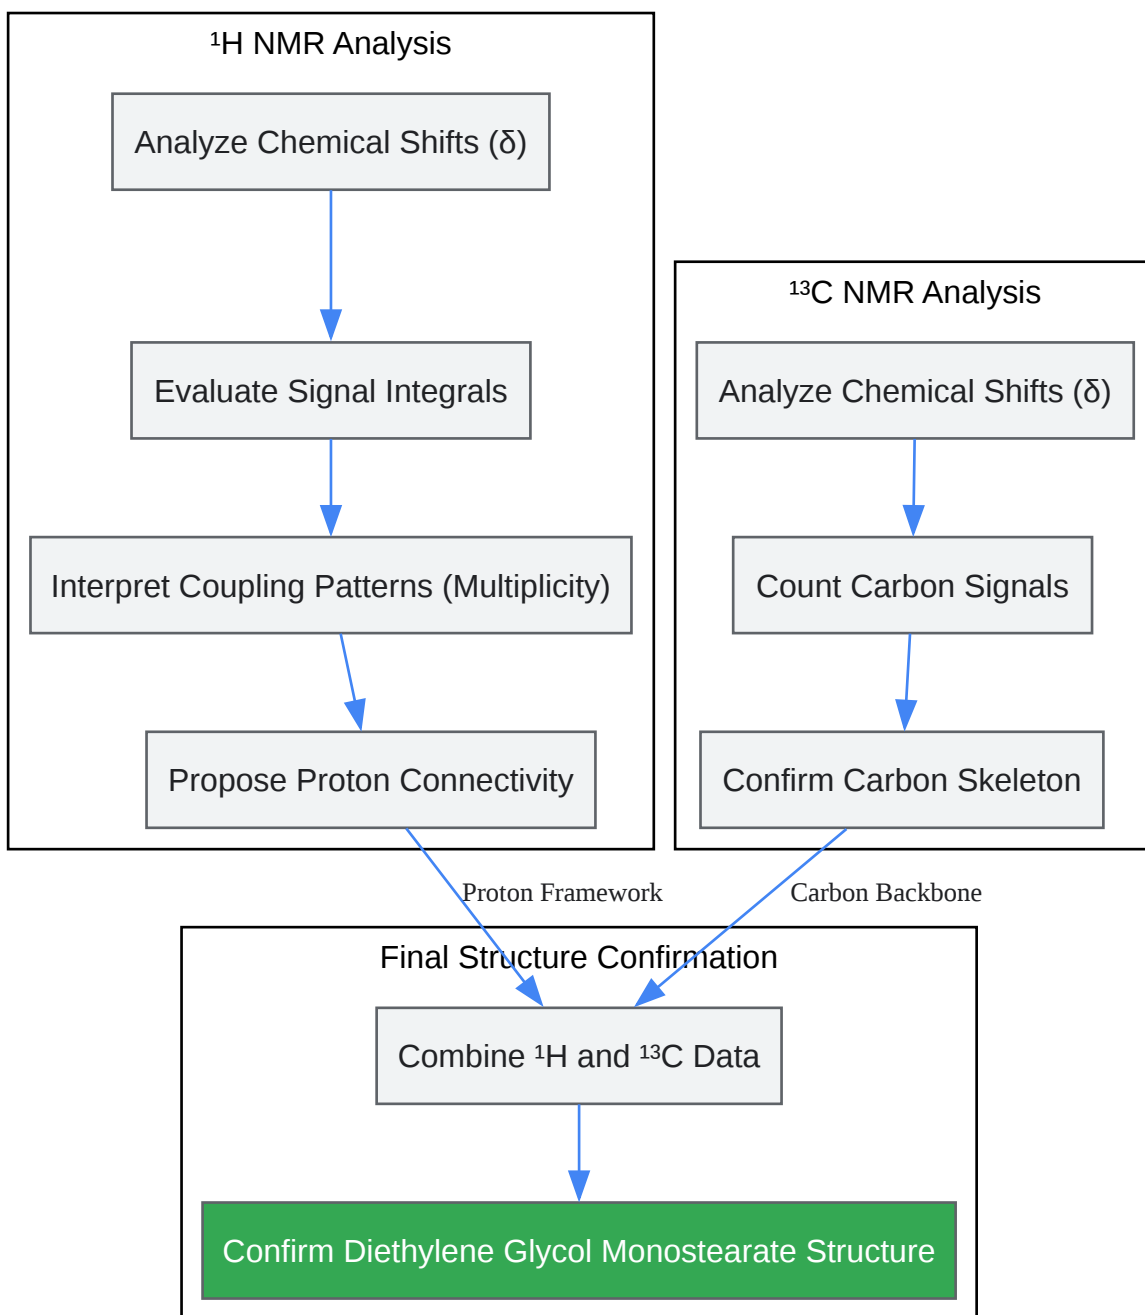 ¹H NMR Analysis
Analyze Chemical Shifts (δ)
Evaluate Signal Integrals
Interpret Coupling Patterns (Multiplicity)
Propose Proton Connectivity
¹³C NMR Analysis
Analyze Chemical Shifts (δ)
Count Carbon Signals
Confirm Carbon Skeleton
Proton Framework
Carbon Backbone
Final Structure Confirmation
Combine ¹H and ¹³C Data
Confirm Diethylene Glycol Monostearate Structure